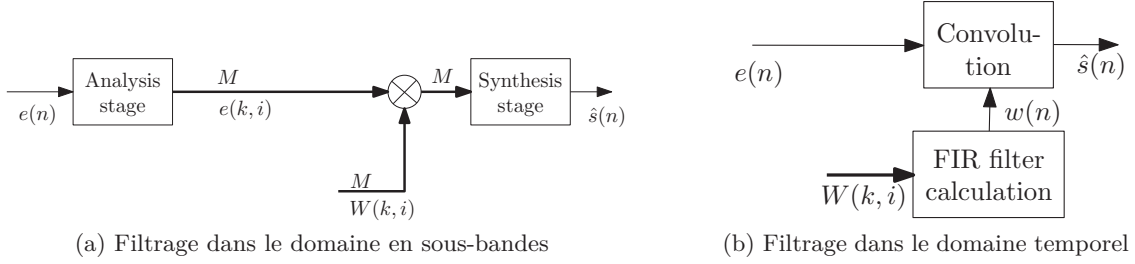 Analysis
stage
e(n)
M
e(k, i)
M
Synthesis
stage
ŝ(n)
M
W(k, i)
(a) Filtrage dans le domaine en sous-bandes
Convolu-
tion
e(n)
ŝ(n)
w(n)
FIR filter
calculation
W(k, i)
(b) Filtrage dans le domaine temporel